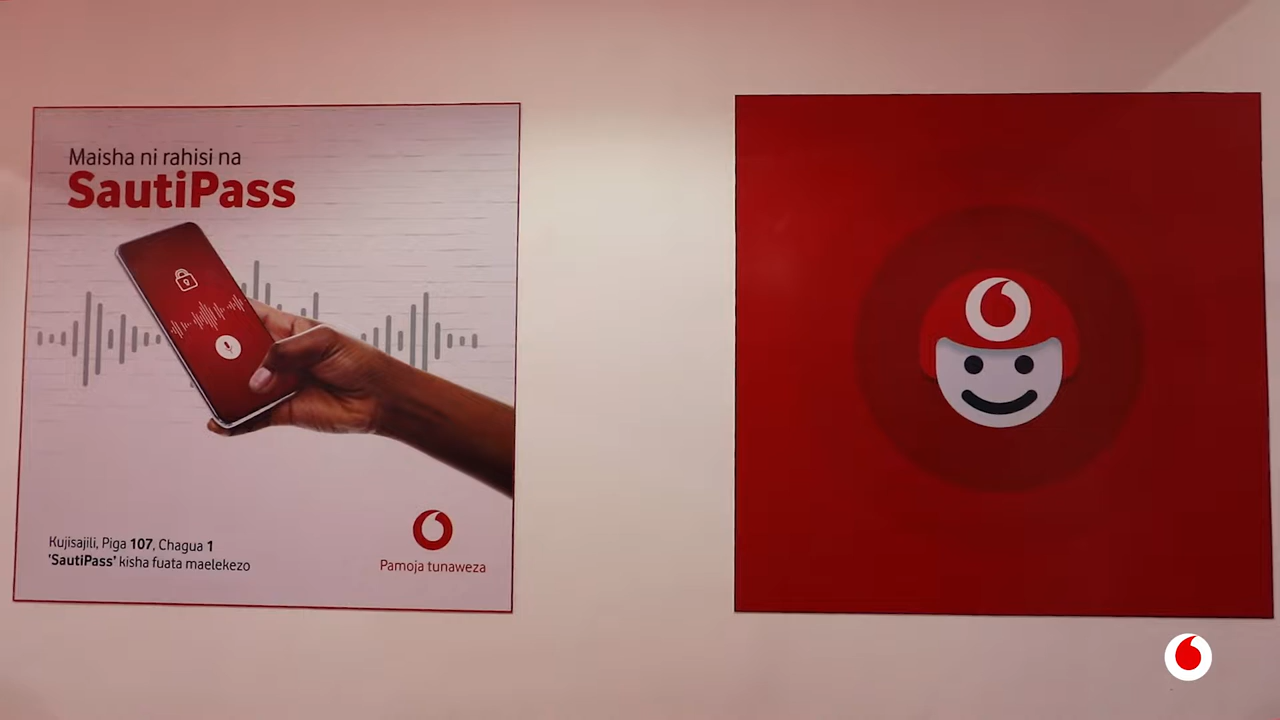 Maisha ni rahisi na
SautiPass
Kujisajili, Piga 107, Chagua 1
'SautiPass' kisha fuata maelekezo
Pamoja tunaweza